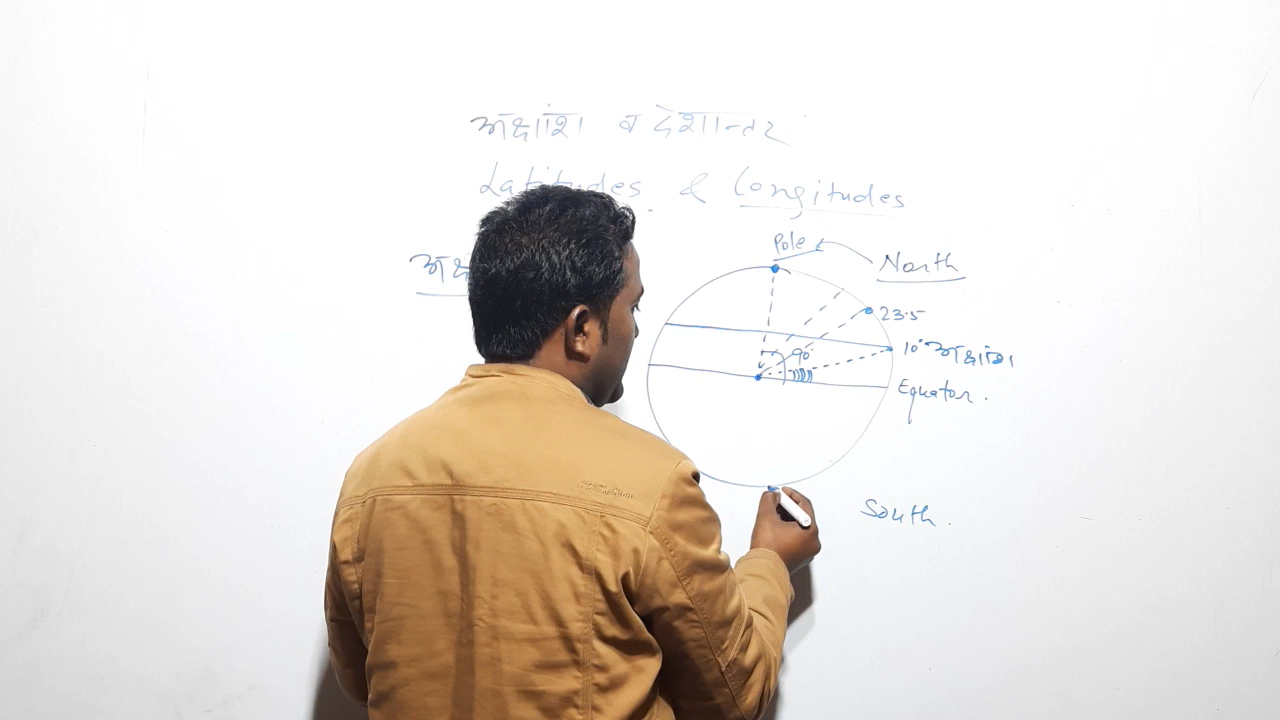 अक्षांश व देशान्तर
Latitudes & Longitudes
Pole
North
23.5
10° अक्षांश
90°
Equator.
South.